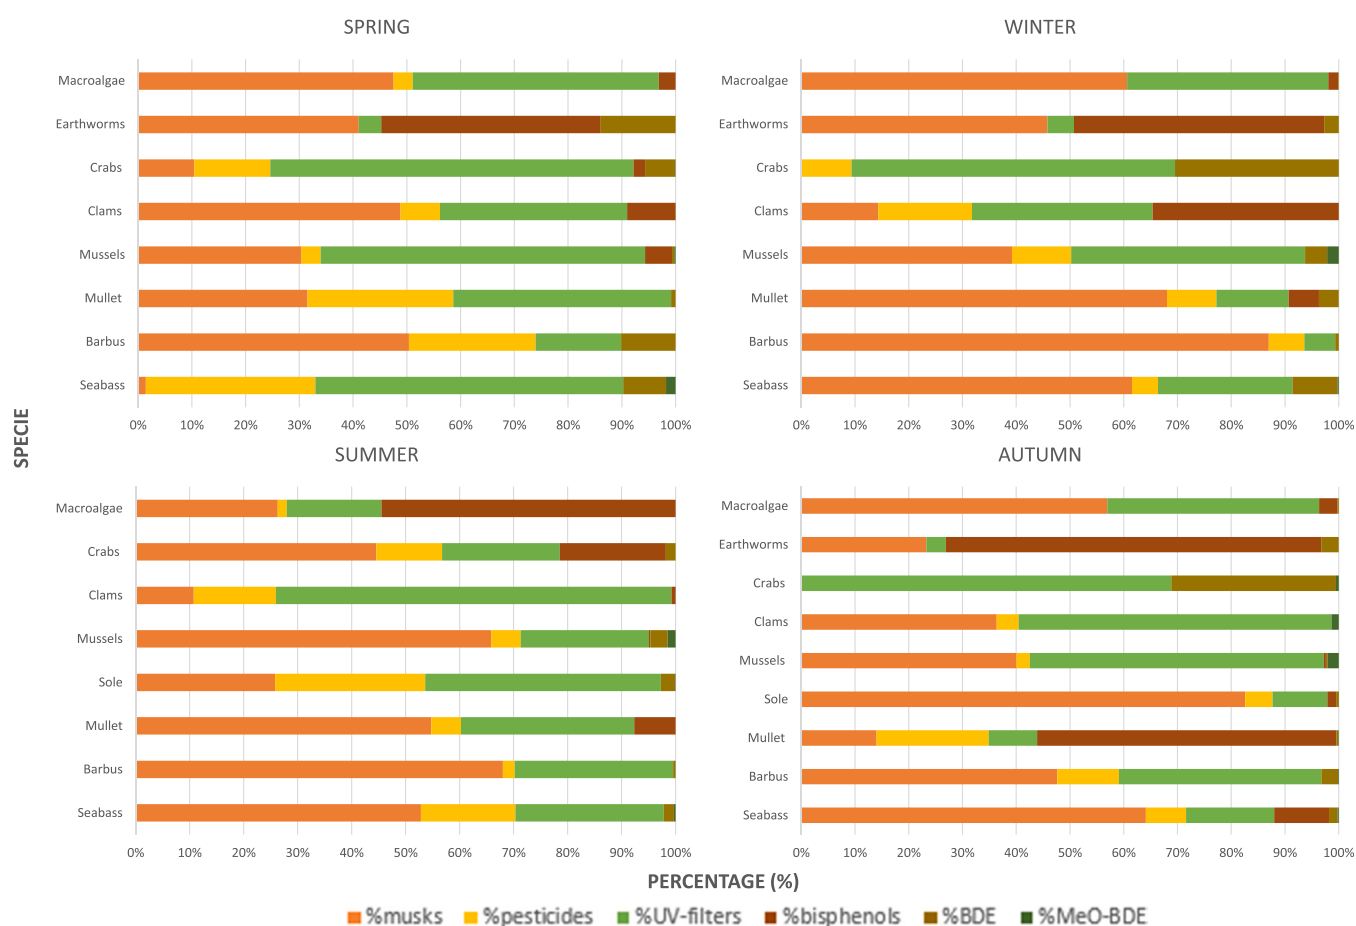 SPRING
Macroalgae
Earthworms
Crabs
Clams
Mussels
Mullet
Barbus
Seabass
0% 10% 20% 30% 40% 50% 60% 70% 80% 90% 100%
WINTER
Macroalgae
Earthworms
Crabs
Clams
Mussels
Mullet
Barbus
Seabass
0% 10% 20% 30% 40% 50% 60% 70% 80% 90% 100%
SPECIE
SUMMER
Macroalgae
Crabs
Clams
Mussels
Sole
Mullet
Barbus
Seabass
0% 10% 20% 30% 40% 50% 60% 70% 80% 90% 100%
AUTUMN
Macroalgae
Earthworms
Crabs
Clams
Mussels
Sole
Mullet
Barbus
Seabass
0% 10% 20% 30% 40% 50% 60% 70% 80% 90% 100%
PERCENTAGE (%)
%musks %pesticides %UV-filters %bisphenols %BDE %MeO-BDE